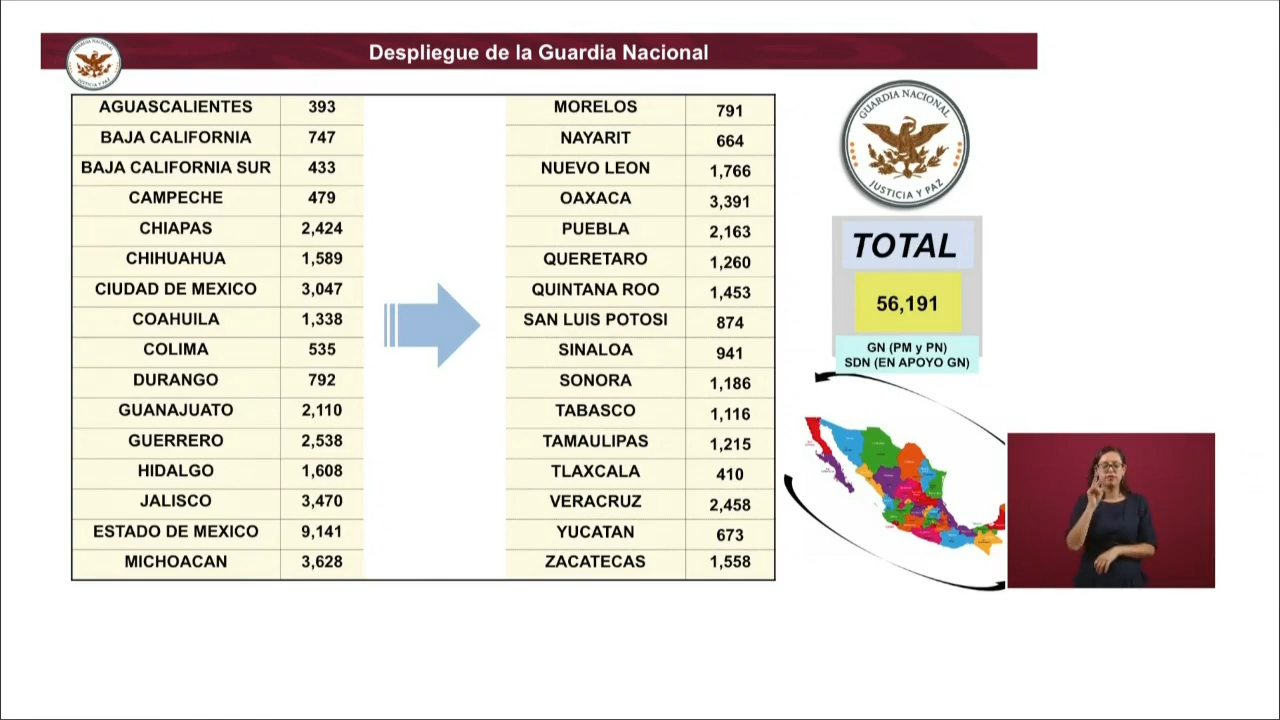 Despliegue de la Guardia Nacional
AGUASCALIENTES 393
BAJA CALIFORNIA 747
BAJA CALIFORNIA SUR 433
CAMPECHE 479
CHIAPAS 2,424
CHIHUAHUA 1,589
CIUDAD DE MEXICO 3,047
COAHUILA 1,338
COLIMA 535
DURANGO 792
GUANAJUATO 2,110
GUERRERO 2,538
HIDALGO 1,608
JALISCO 3,470
ESTADO DE MEXICO 9,141
MICHOACAN 3,628
MORELOS 791
NAYARIT 664
NUEVO LEON 1,766
OAXACA 3,391
PUEBLA 2,163
QUERETARO 1,260
QUINTANA ROO 1,453
SAN LUIS POTOSI 874
SINALOA 941
SONORA 1,186
TABASCO 1,116
TAMAULIPAS 1,215
TLAXCALA 410
VERACRUZ 2,458
YUCATAN 673
ZACATECAS 1,558
GUARDIA NACIONAL
JUSTICIA Y PAZ
TOTAL
56,191
GN (PM y PN)
SDN (EN APOYO GN)